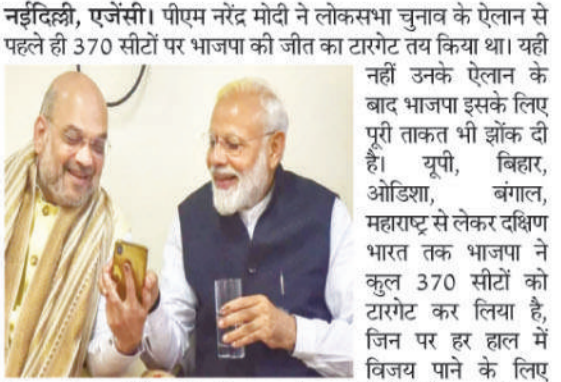 नईदिल्ली, एजेंसी। पीएम नरेंद्र मोदी ने लोकसभा चुनाव के ऐलान से
पहले ही 370 सीटों पर भाजपा की जीत का टारगेट तय किया था। यही
नहीं उनके ऐलान के
बाद भाजपा इसके लिए
पूरी ताकत भी झोंक दी
है। यूपी, बिहार,
ओडिशा, बंगाल,
महाराष्ट्र से लेकर दक्षिण
भारत तक भाजपा ने
कुल 370 सीटों को
टारगेट कर लिया है,
जिन पर हर हाल में
विजय पाने के लिए